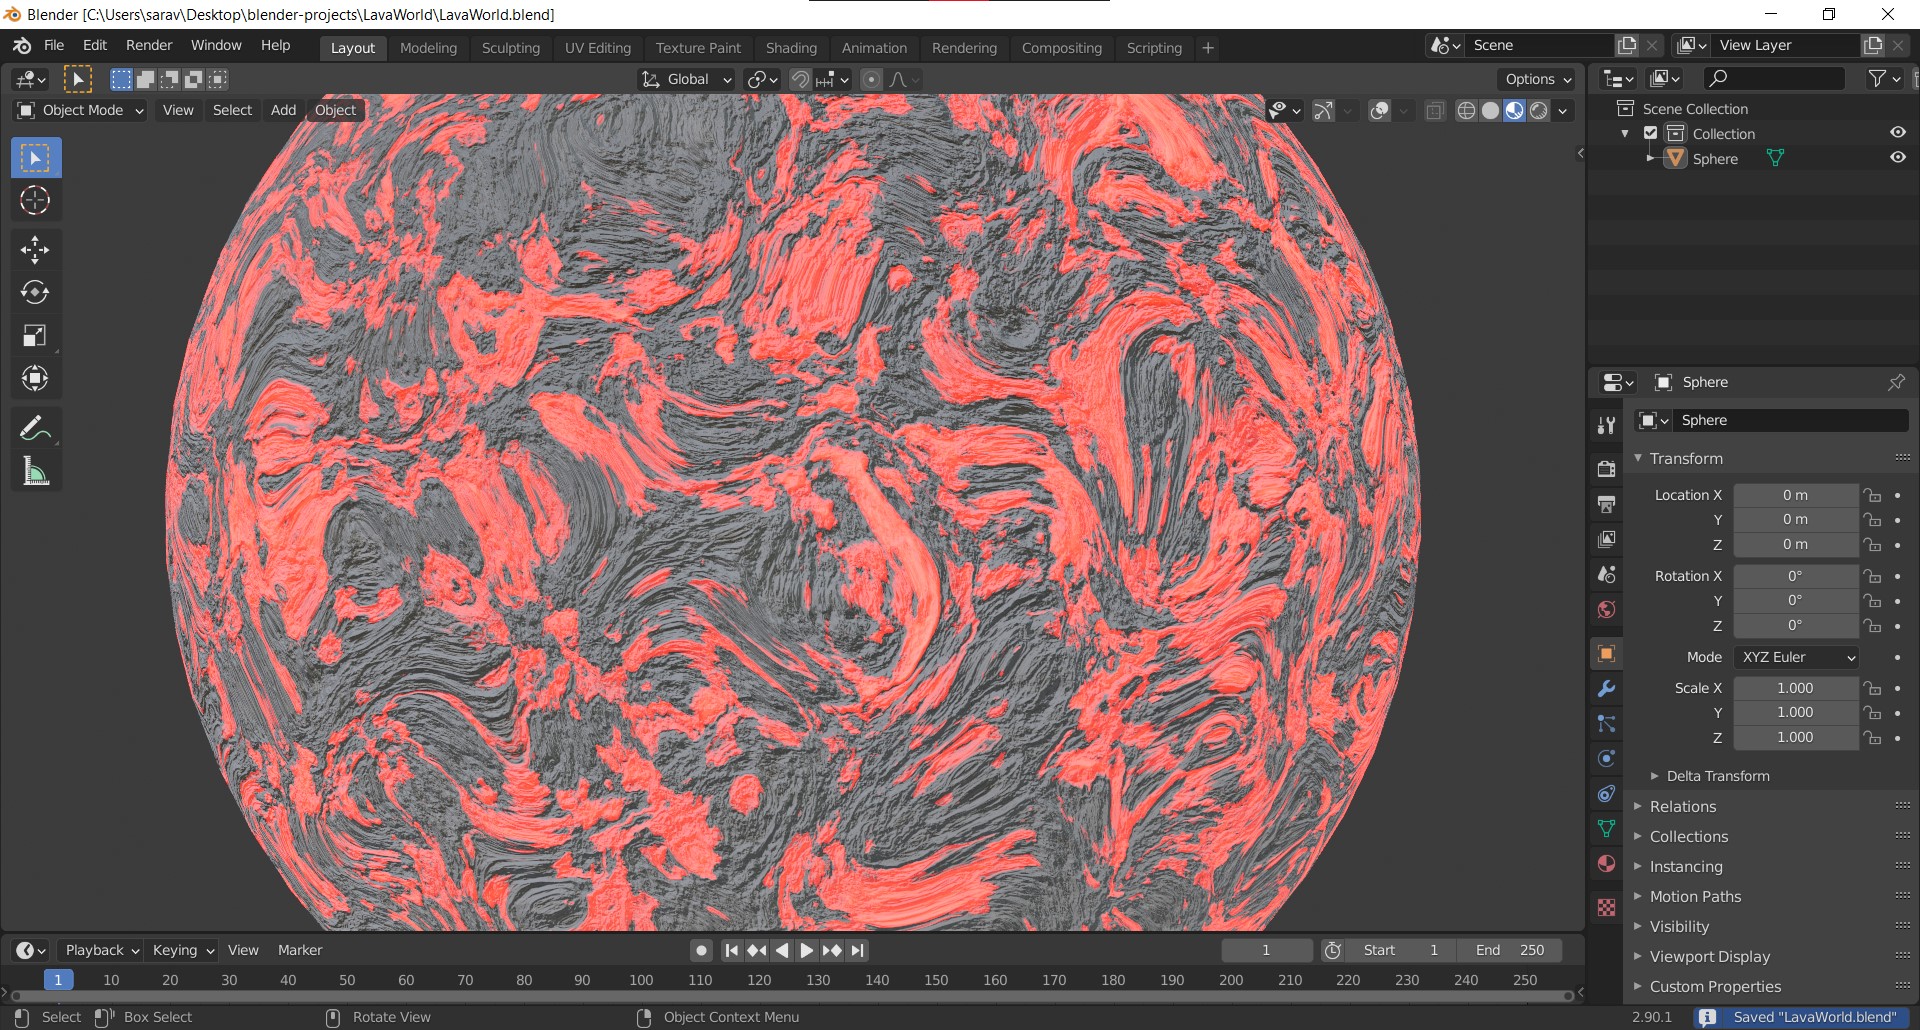 Blender [C:\Users\sarav\Desktop\blender-projects\LavaWorld\LavaWorld.blend]
File Edit Render Window Help Layout Modeling Sculpting UV Editing Texture Paint Shading Animation Rendering Compositing Scripting Scene View Layer
Global Options
Object Mode View Select Add Object
Scene Collection
Collection
Sphere
Sphere
Sphere
Transform
Location X 0 m
Y 0 m
Z 0 m
Rotation X 0°
Y 0°
Z 0°
Mode XYZ Euler
Scale X 1.000
Y 1.000
Z 1.000
Delta Transform
Relations
Collections
Instancing
Motion Paths
Visibility
Viewport Display
Custom Properties
Playback Keying View Marker 1 Start 1 End 250
1 10 20 30 40 50 60 70 80 90 100 110 120 130 140 150 160 170 180 190 200 210 220 230 240 250
Select Box Select Rotate View Object Context Menu 2.90.1 Saved "LavaWorld.blend"